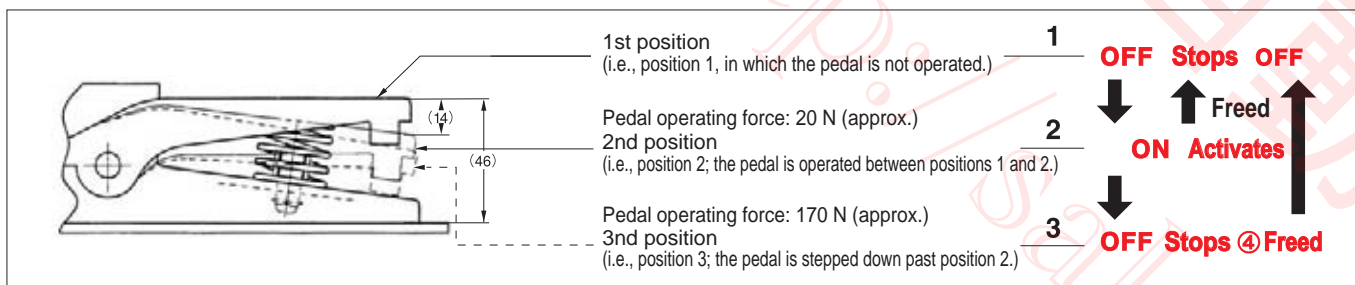 1st position
(i.e., position 1, in which the pedal is not operated.)
1
OFF Stops OFF
(14)
Freed
Pedal operating force: 20 N (approx.)
2nd position
(i.e., position 2; the pedal is operated between positions 1 and 2.)
2
ON Activates
(46)
Pedal operating force: 170 N (approx.)
3nd position
(i.e., position 3; the pedal is stepped down past position 2.)
3
OFF Stops ④ Freed